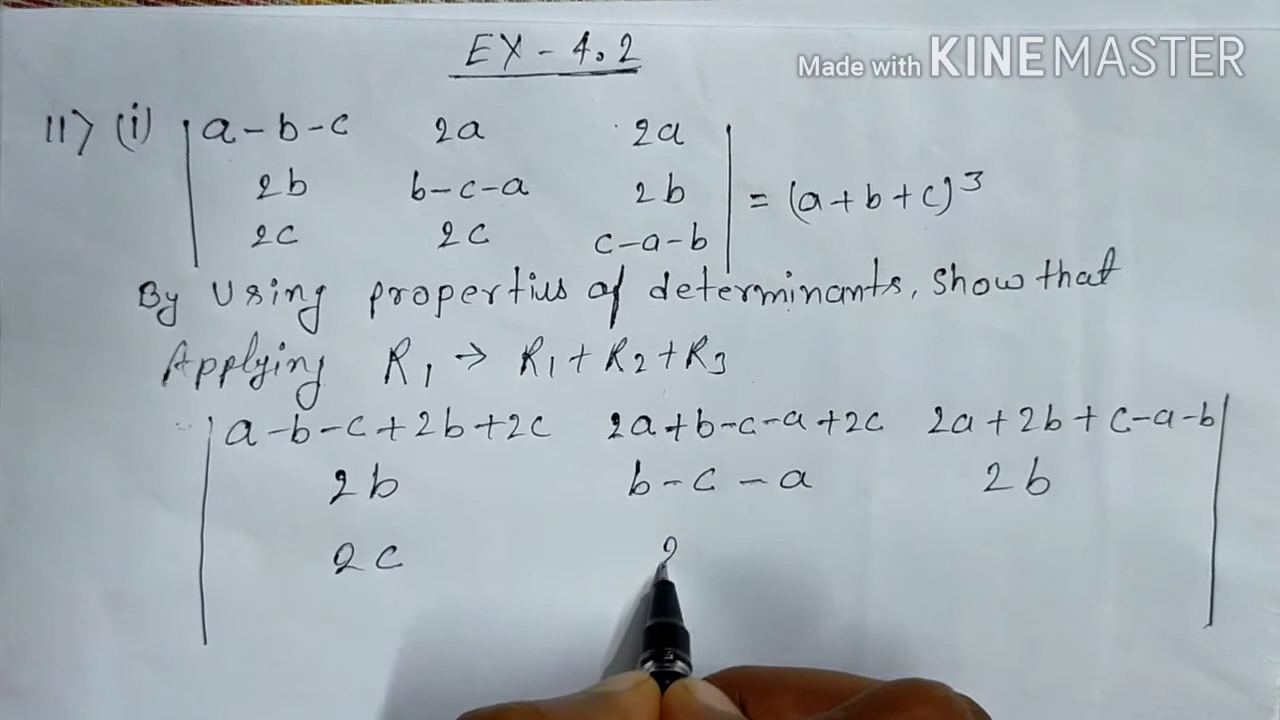 EX - 4.2
Made with KINEMASTER
11> (i) | a-b-c 2a 2a |
2b b-c-a 2b = (a+b+c)³
2c 2c c-a-b
By Using propertius of determinants, show that
Applying R₁ → R₁ + R₂ + R₃
| a-b-c+2b+2c 2a+b-c-a+2c 2a+2b+c-a-b |
2b b-c-a 2b
2c 2